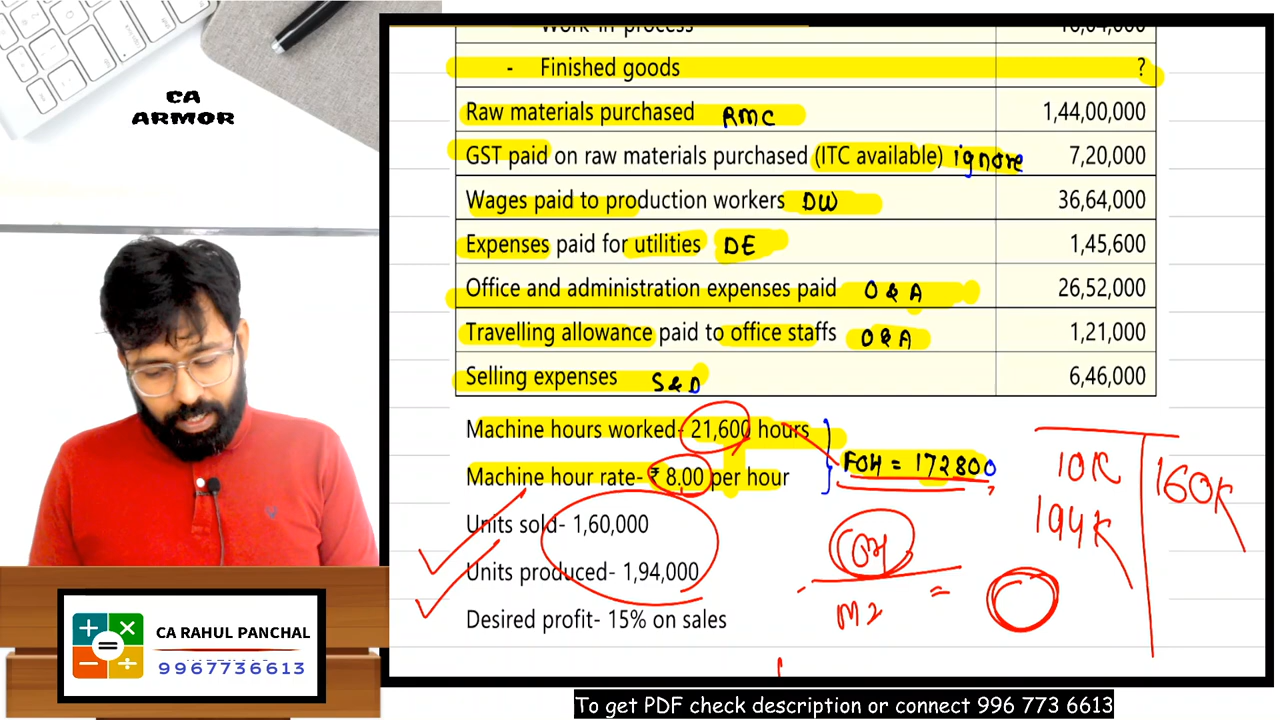 CA
ARMOR
Work-in-process
- Finished goods ?
Raw materials purchased RMC 1,44,00,000
GST paid on raw materials purchased (ITC available) ignore 7,20,000
Wages paid to production workers DW 36,64,000
Expenses paid for utilities DE 1,45,600
Office and administration expenses paid O & A 26,52,000
Travelling allowance paid to office staffs O & A 1,21,000
Selling expenses S & D 6,46,000
Machine hours worked- 21,600 hours
Machine hour rate- ₹ 8.00 per hour
FOH = 172800
Units sold- 1,60,000
Units produced- 1,94,000
Desired profit- 15% on sales
10K
160K
194K
OH
=
CA RAHUL PANCHAL
9967736613
To get PDF check description or connect 996 773 6613